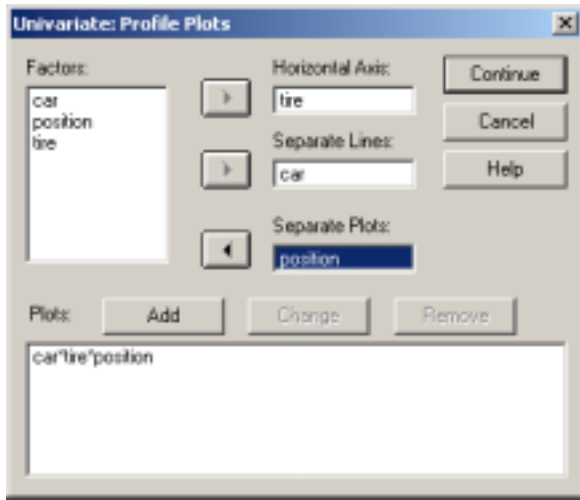 Univariate: Profile Plots
Factors:
car
position
tire
Horizontal Axis:
tire
Separate Lines:
car
Separate Plots:
position
Continue
Cancel
Help
Plots:
Add
Change
Remove
car*tire*position